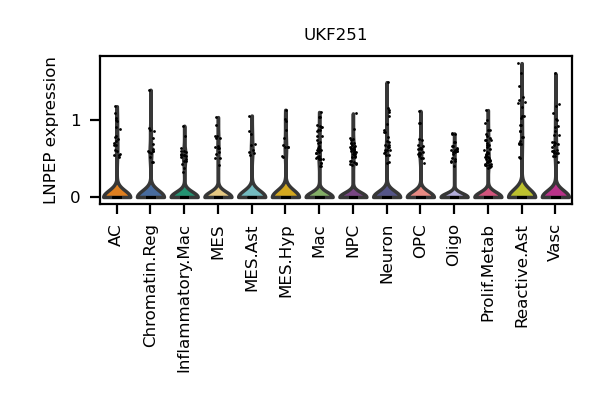 UKF251
LNPEP expression
1
0
AC
Chromatin.Reg
Inflammatory.Mac
MES
MES.Ast
MES.Hyp
Mac
NPC
Neuron
OPC
Oligo
Prolif.Metab
Reactive.Ast
Vasc